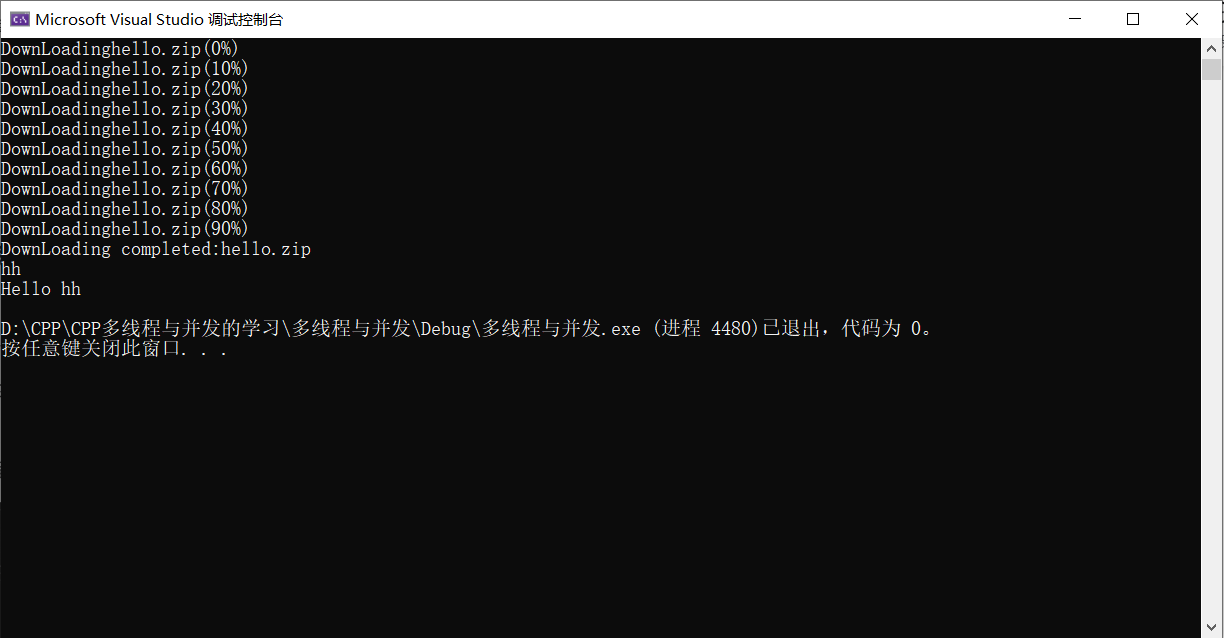 Microsoft Visual Studio 调试控制台
DownLoadinghello.zip(0%)
DownLoadinghello.zip(10%)
DownLoadinghello.zip(20%)
DownLoadinghello.zip(30%)
DownLoadinghello.zip(40%)
DownLoadinghello.zip(50%)
DownLoadinghello.zip(60%)
DownLoadinghello.zip(70%)
DownLoadinghello.zip(80%)
DownLoadinghello.zip(90%)
DownLoading completed:hello.zip
hh
Hello hh
D:\CPP\CPP多线程与并发的学习\多线程与并发\Debug\多线程与并发.exe (进程 4480)已退出，代码为 0。
按任意键关闭此窗口. . .